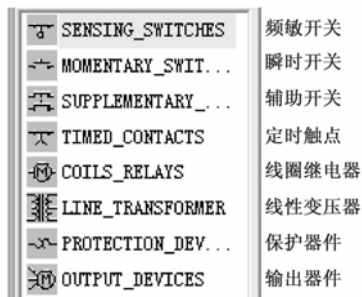 SENSING_SWITCHES 频敏开关
MOMENTARY_SWIT... 瞬时开关
SUPPLEMENTARY_... 辅助开关
TIMED_CONTACTS 定时触点
COILS_RELAYS 线圈继电器
LINE_TRANSFORMER 线性变压器
PROTECTION_DEV... 保护器件
OUTPUT_DEVICES 输出器件